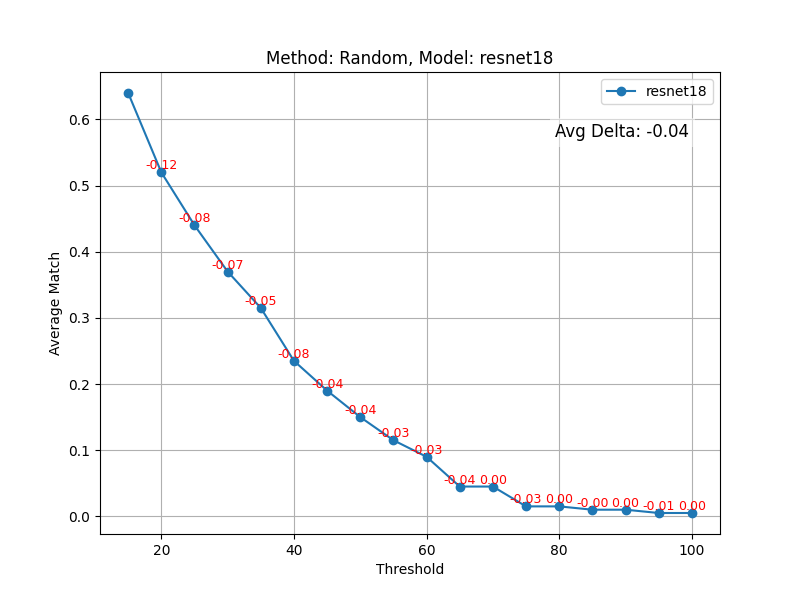 Method: Random, Model: resnet18
resnet18
Avg Delta: -0.04
0.6
0.5
0.4
0.3
0.2
0.1
0.0
Average Match
-0.12
-0.08
-0.07
-0.05
-0.08
-0.04
-0.04
-0.03
-0.03
-0.04 0.00
-0.03 0.00 -0.00 0.00 -0.01 0.00
20 40 60 80 100
Threshold